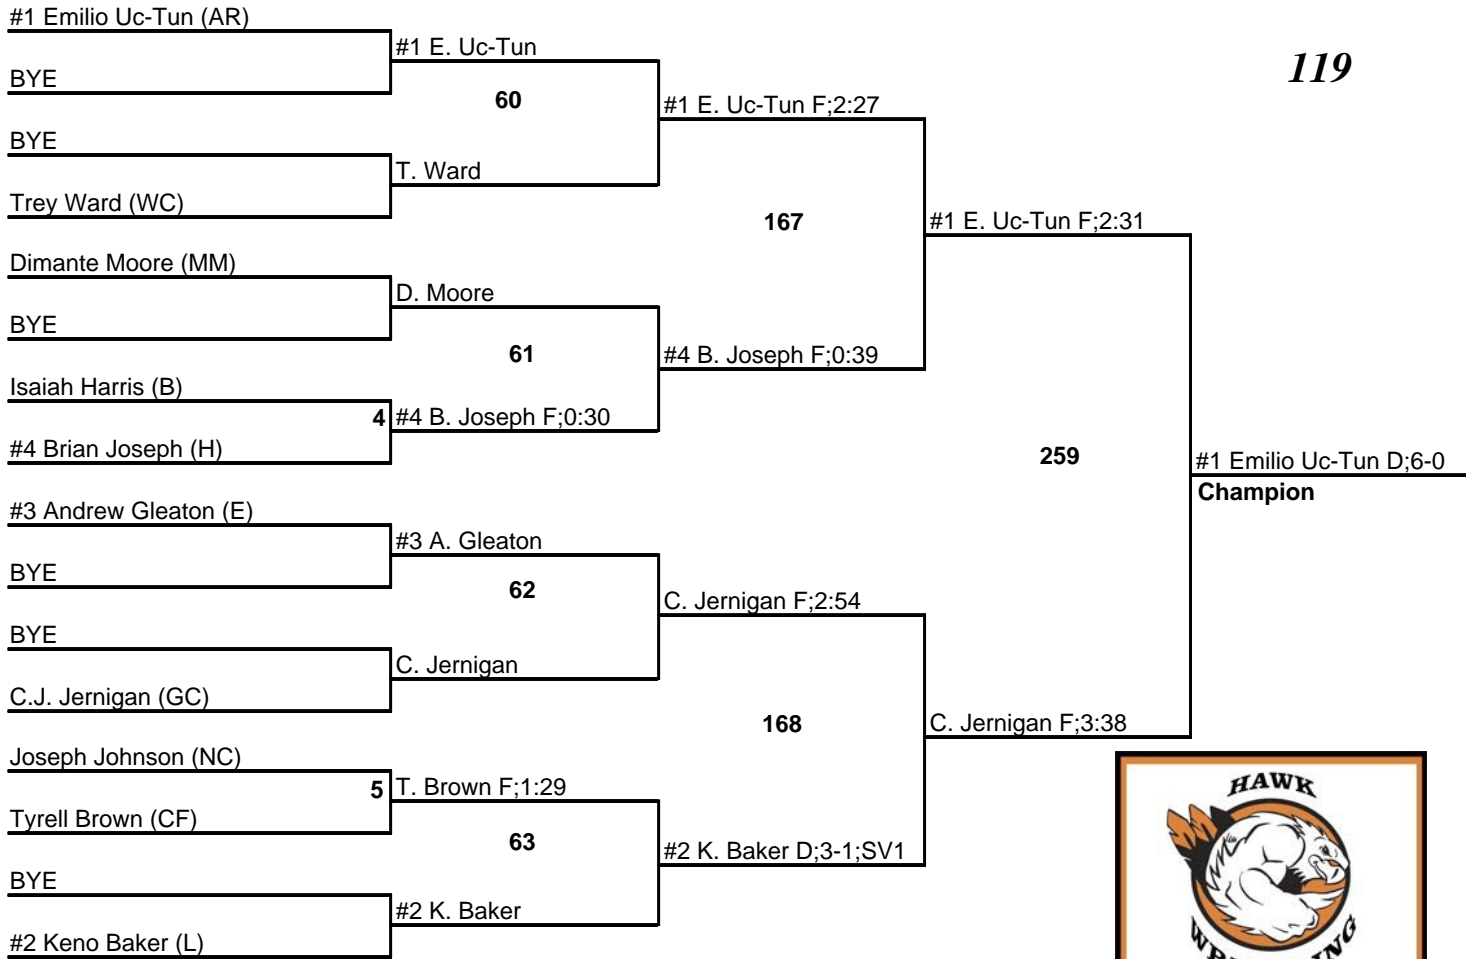 #1 Emilio Uc-Tun (AR)
BYE
BYE
Trey Ward (WC)
Dimante Moore (MM)
BYE
Isaiah Harris (B)
#4 Brian Joseph (H)
#3 Andrew Gleaton (E)
BYE
BYE
C.J. Jernigan (GC)
Joseph Johnson (NC)
Tyrell Brown (CF)
BYE
#2 Keno Baker (L)
#1 E. Uc-Tun
60
T. Ward
D. Moore
61
4
#4 B. Joseph F;0:30
#3 A. Gleaton
62
C. Jernigan
5
T. Brown F;1:29
63
#2 K. Baker
#1 E. Uc-Tun F;2:27
167
#4 B. Joseph F;0:39
C. Jernigan F;2:54
168
#2 K. Baker D;3-1;SV1
#1 E. Uc-Tun F;2:31
259
C. Jernigan F;3:38
#1 Emilio Uc-Tun D;6-0
Champion
119
HAWK
WRESTLING